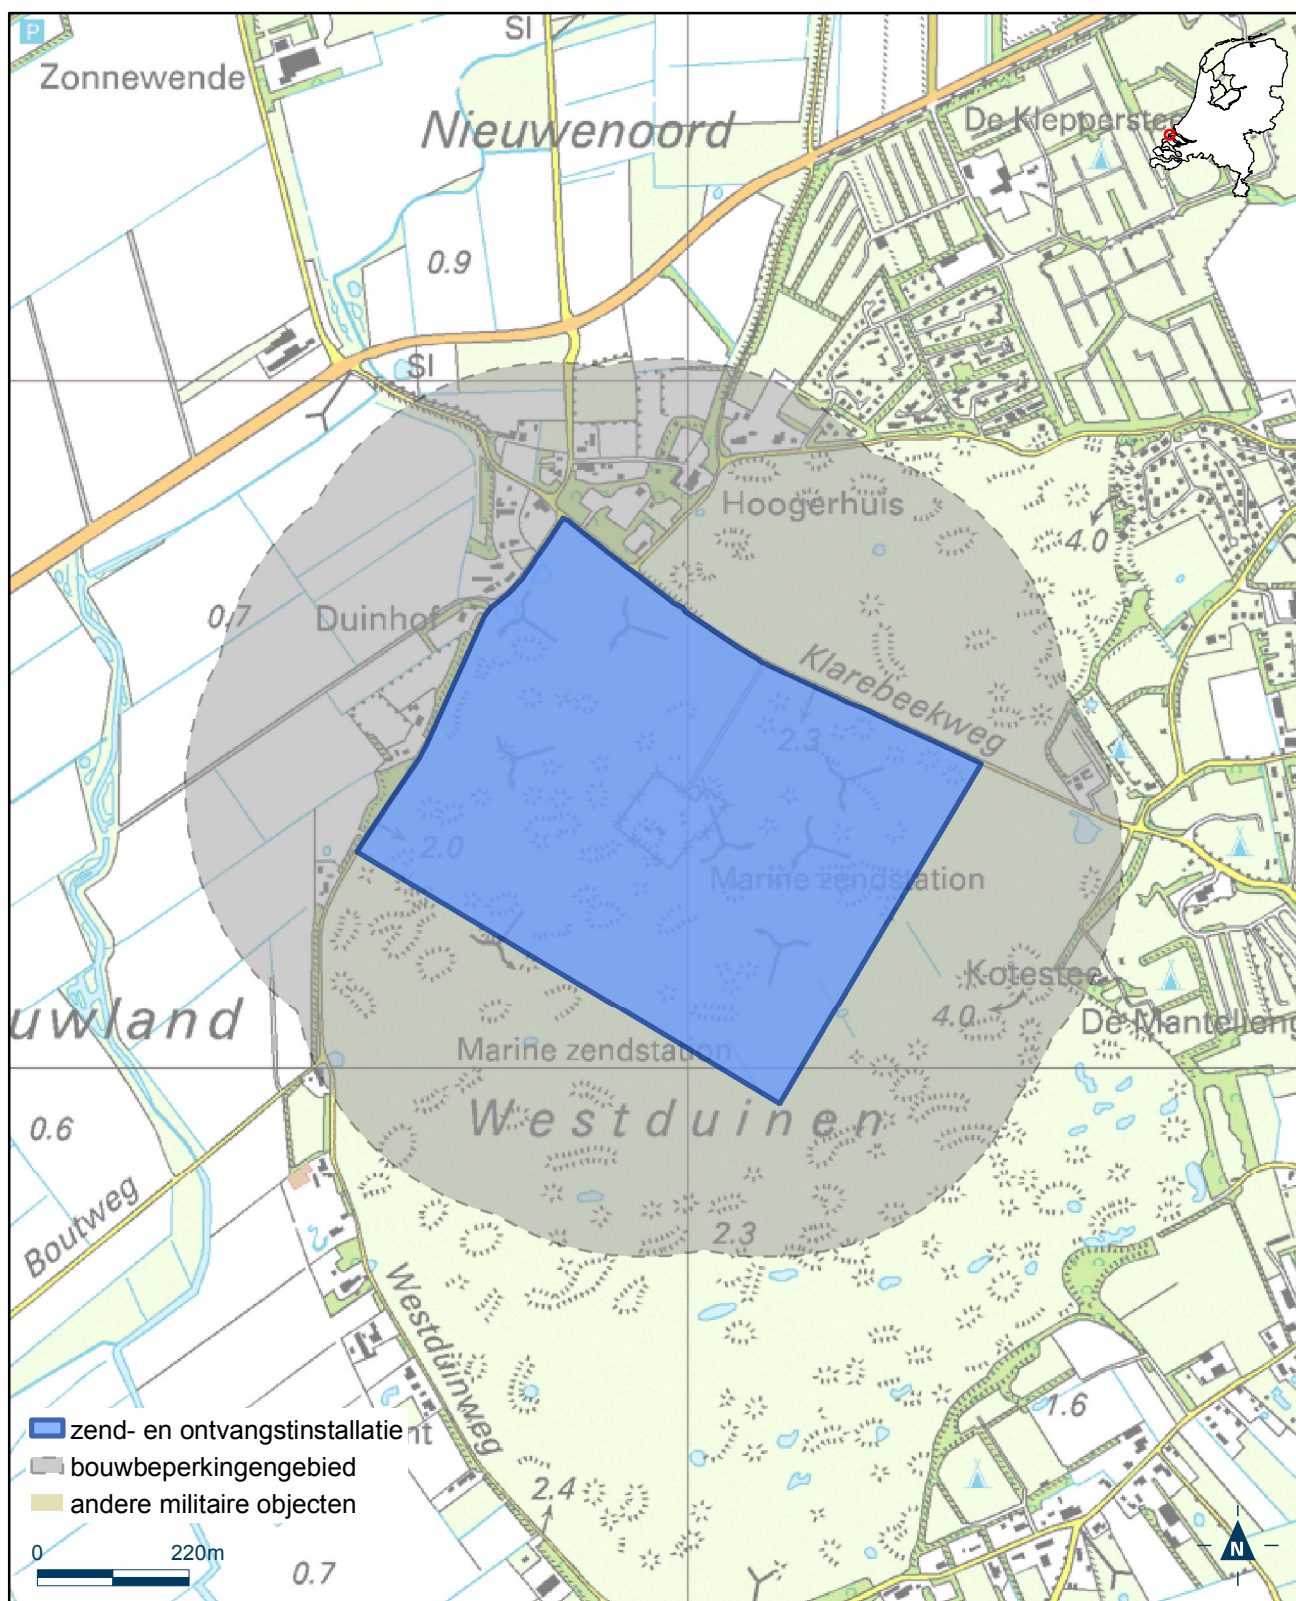 P
Sl
Zonnewende
De Klepperstee
Nieuwenoord
0.9
Sl
Hoogerhuis
4.0
0.7
Duinhof
Klarebeekweg
2.3
2.0
Marine zendstation
Kotestee
4.0
uwland
De Mantelleng
Marine zendstation
Westduinen
0.6
Boutweg
2.3
Westduinweg
1.6
zend- en ontvangstinstallatie
nt
bouwbeperkingengebied
2.4
andere militaire objecten
0 220m
0.7
N